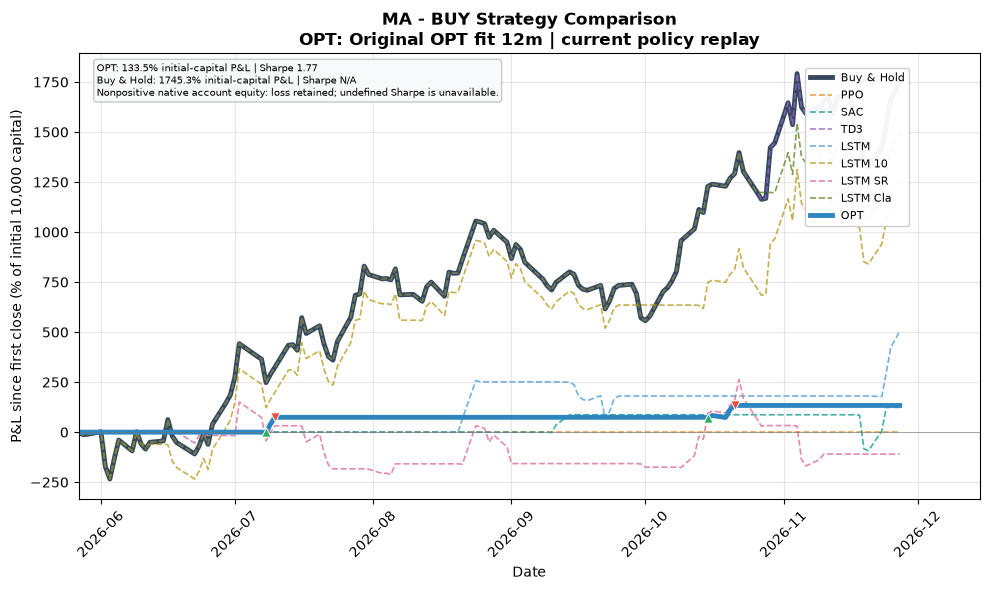 MA - BUY Strategy Comparison
OPT: Original OPT fit 12m | current policy replay
OPT: 133.5% initial-capital P&L | Sharpe 1.77
Buy & Hold: 1745.3% initial-capital P&L | Sharpe N/A
Nonpositive native account equity: loss retained; undefined Sharpe is unavailable.
Buy & Hold
PPO
SAC
TD3
LSTM
LSTM 10
LSTM SR
LSTM Cla
OPT
P&L since first close (% of initial 10,000 capital)
1750
1500
1250
1000
750
500
250
0
−250
2026-06
2026-07
2026-08
2026-09
2026-10
2026-11
2026-12
Date